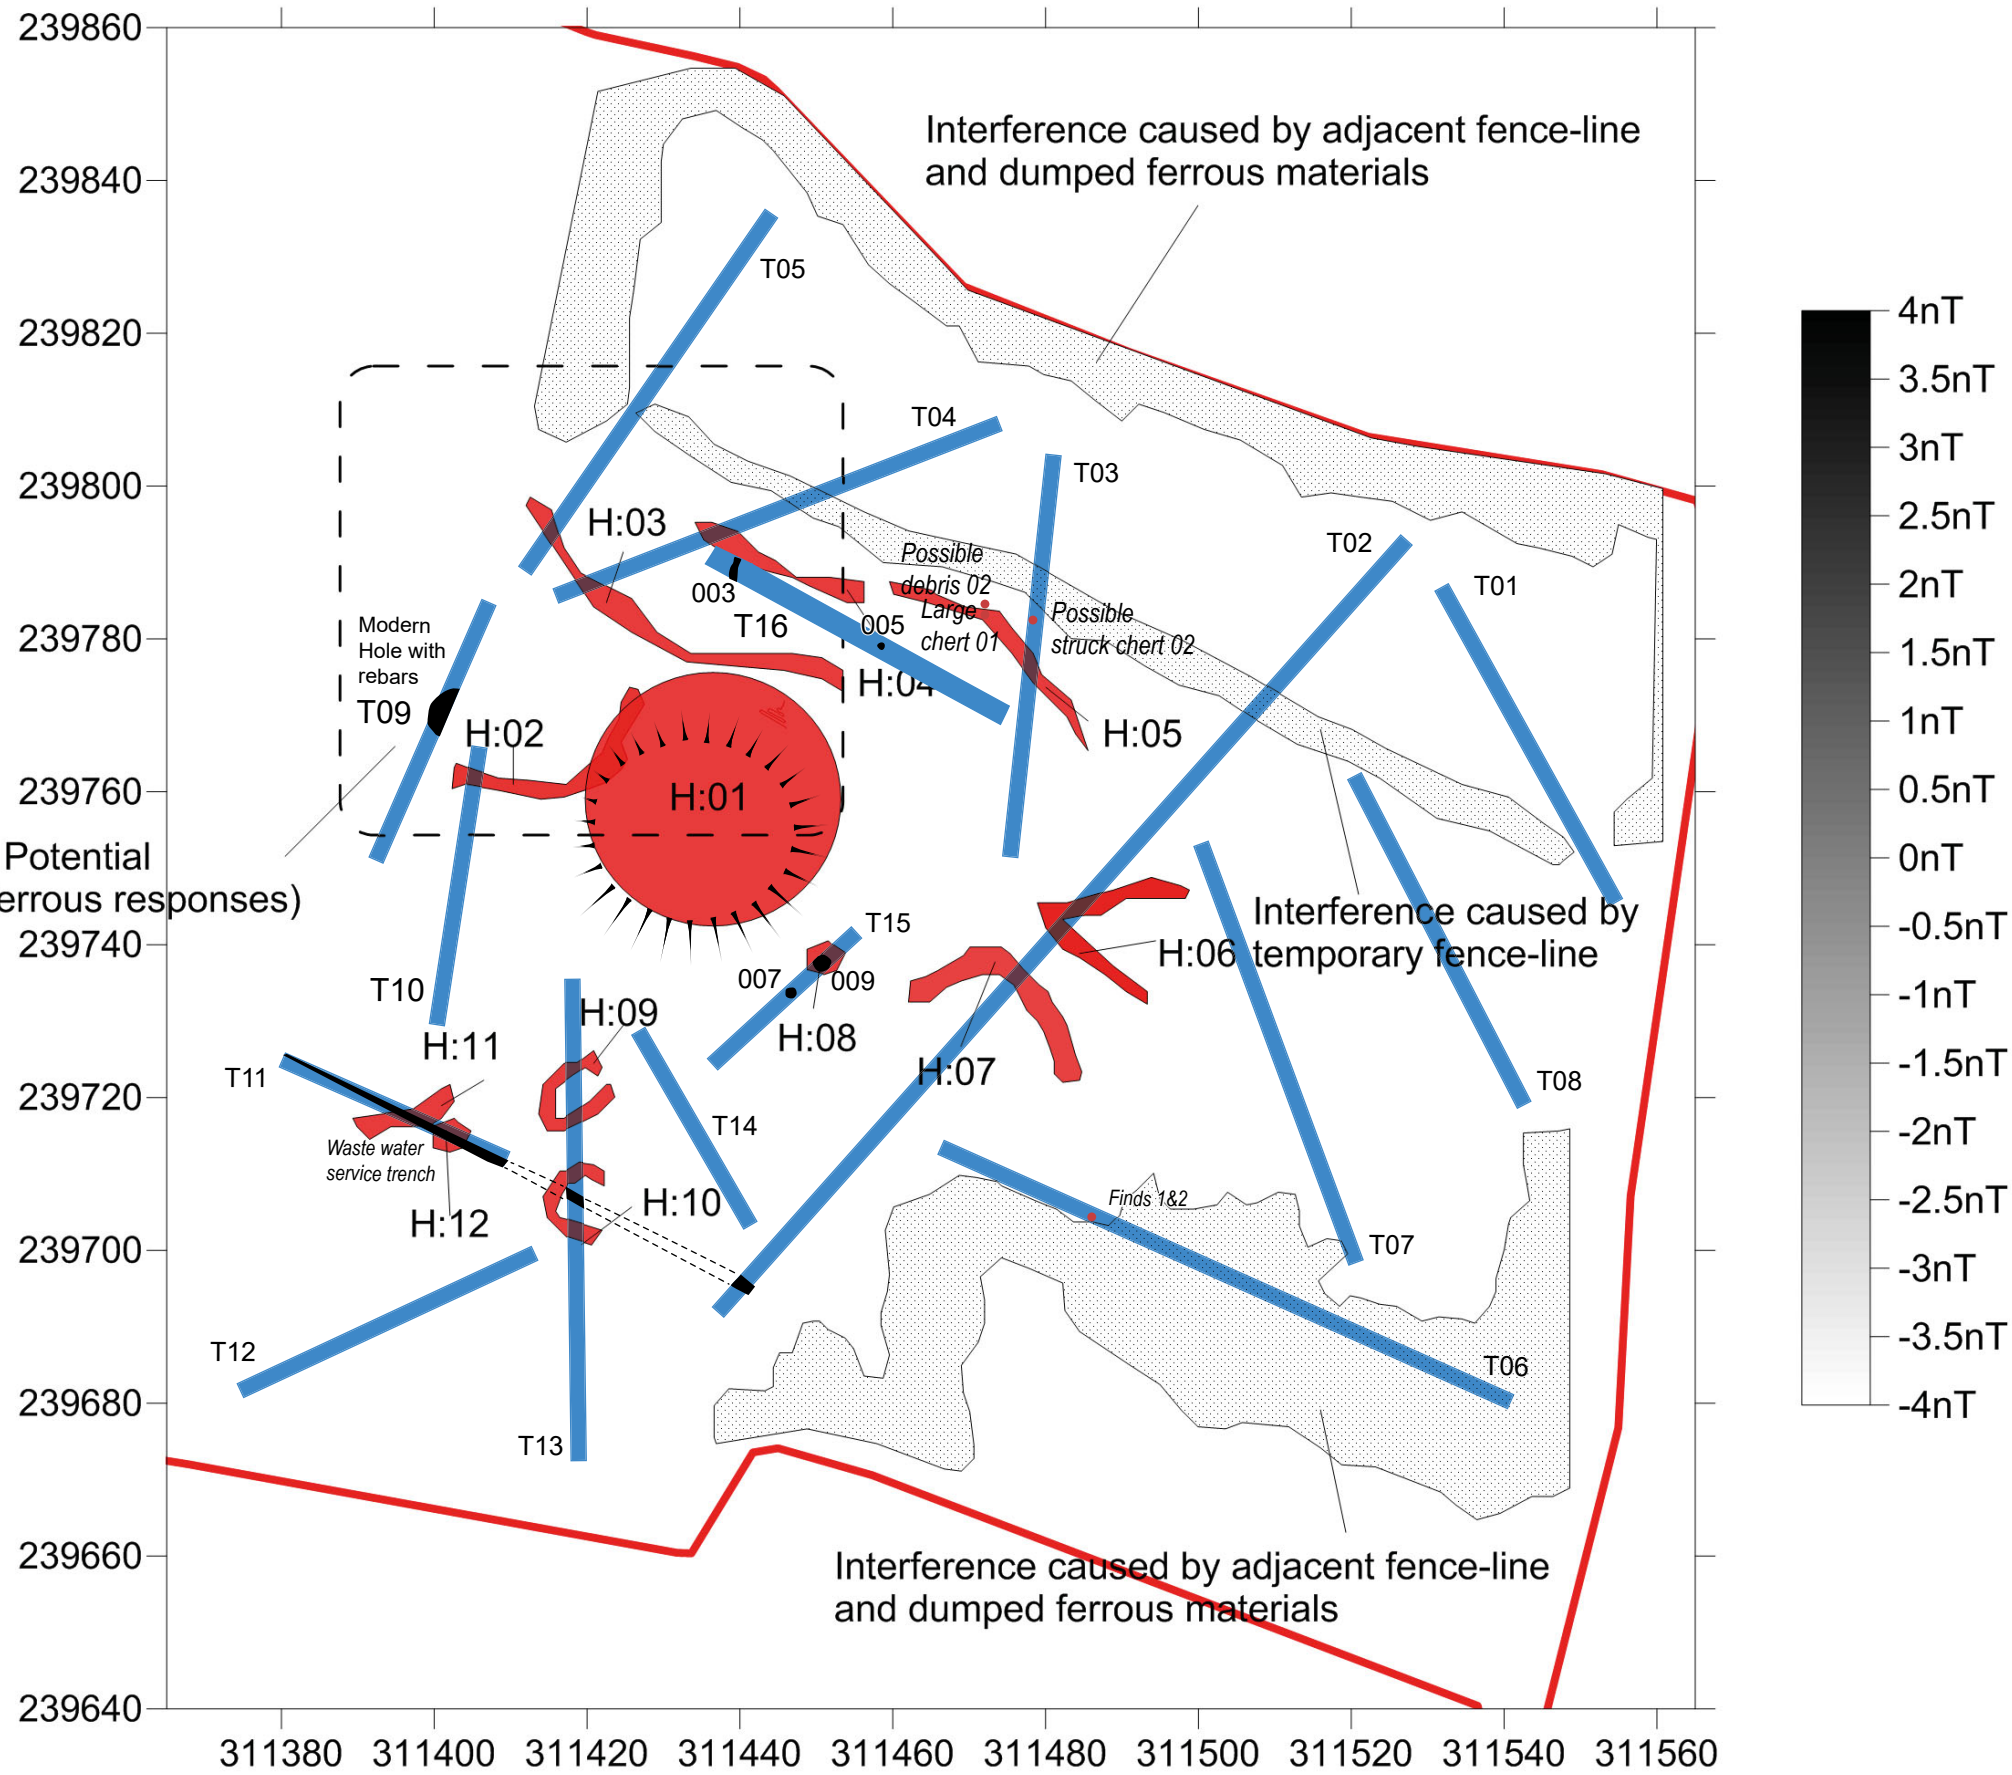 239860
239840
239820
239800
239780
239760
239740
239720
239700
239680
239660
239640
311380
311400
311420
311440
311460
311480
311500
311520
311540
311560
Interference caused by adjacent fence-line
and dumped ferrous materials
T05
T04
T03
T02
T01
H:03
003
T16
005
Possible
debris 02
Large
chert 01
Possible
struck chert 02
H:04
H:05
Modern
Hole with
rebars
T09
H:02
H:01
Potential
errous responses)
T10
T15
007
009
H:08
H:06
Interference caused by
temporary fence-line
H:07
H:09
H:11
T11
Waste water
service trench
H:12
H:10
T14
T08
Finds 1&2
T07
T06
T12
T13
Interference caused by adjacent fence-line
and dumped ferrous materials
4nT
3.5nT
3nT
2.5nT
2nT
1.5nT
1nT
0.5nT
0nT
-0.5nT
-1nT
-1.5nT
-2nT
-2.5nT
-3nT
-3.5nT
-4nT